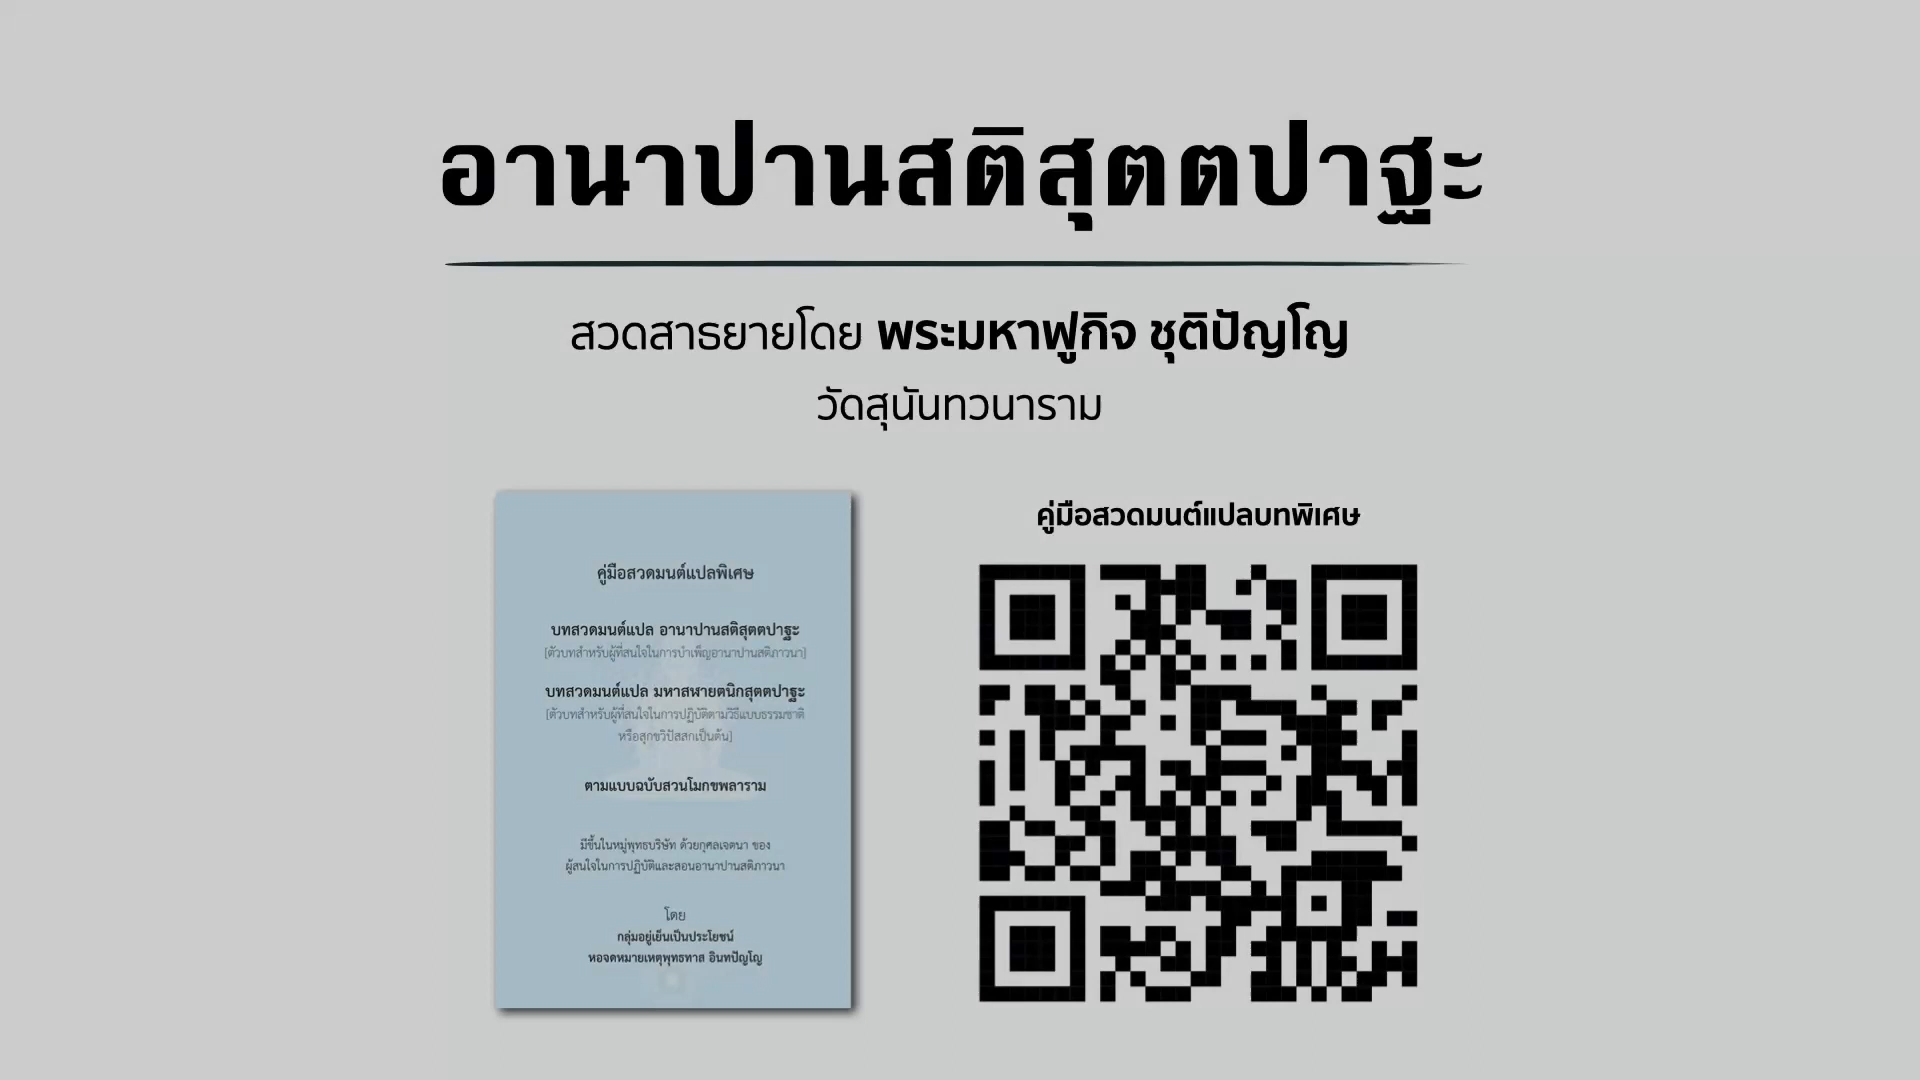 อานาปานสติสุตตปาฐะ
สวดสาธยายโดย พระมหาฟูกิจ ชุติปัญโญ
วัดสุนันทวนาราม
คู่มือสวดมนต์แปลพิเศษ
บทสวดมนต์แปล อานาปานสติสุตตปาฐะ
[ตัวบทสำหรับผู้ที่สนใจในการบำเพ็ญอานาปานสติภาวนา]
บทสวดมนต์แปล มหาสฬายตนิกสุตตปาฐะ
[ตัวบทสำหรับผู้ที่สนใจในการปฏิบัติตามวิธีแบบธรรมชาติ
หรือสุกขวิปัสสกเป็นต้น]
ตามแบบฉบับสวนโมกขพลาราม
มีขึ้นในหมู่พุทธบริษัท ด้วยกุศลเจตนา ของ
ผู้สนใจในการปฏิบัติและสอนอานาปานสติภาวนา
โดย
กลุ่มอยู่เย็นเป็นประโยชน์
หอจดหมายเหตุพุทธทาส อินทปัญโญ
คู่มือสวดมนต์แปลบทพิเศษ